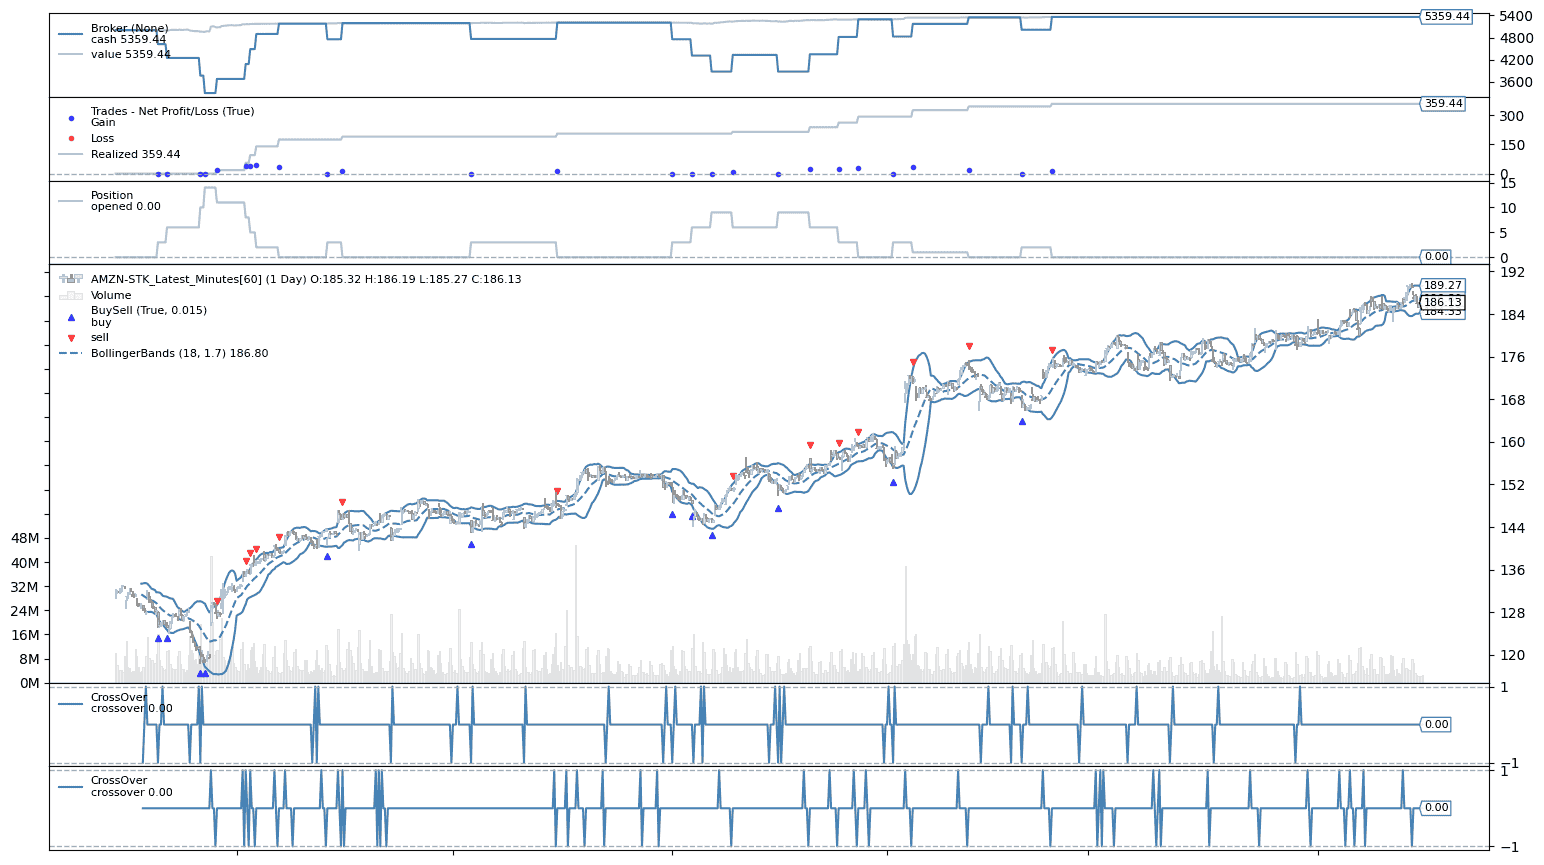 Broker (None)
cash 5359.44
value 5359.44
5359.44
5400
4800
4200
3600
Trades - Net Profit/Loss (True)
Gain
Loss
Realized 359.44
359.44
300
150
0
Position
opened 0.00
15
10
5
0
0.00
AMZN-STK_Latest_Minutes[60] (1 Day) O:185.32 H:186.19 L:185.27 C:186.13
Volume
BuySell (True, 0.015)
buy
sell
BollingerBands (18, 1.7) 186.80
189.27
186.13
192
184
176
168
160
152
144
136
128
120
48M
40M
32M
24M
16M
8M
0M
CrossOver
crossover 0.00
1
0.00
−1
CrossOver
crossover 0.00
1
0.00
−1